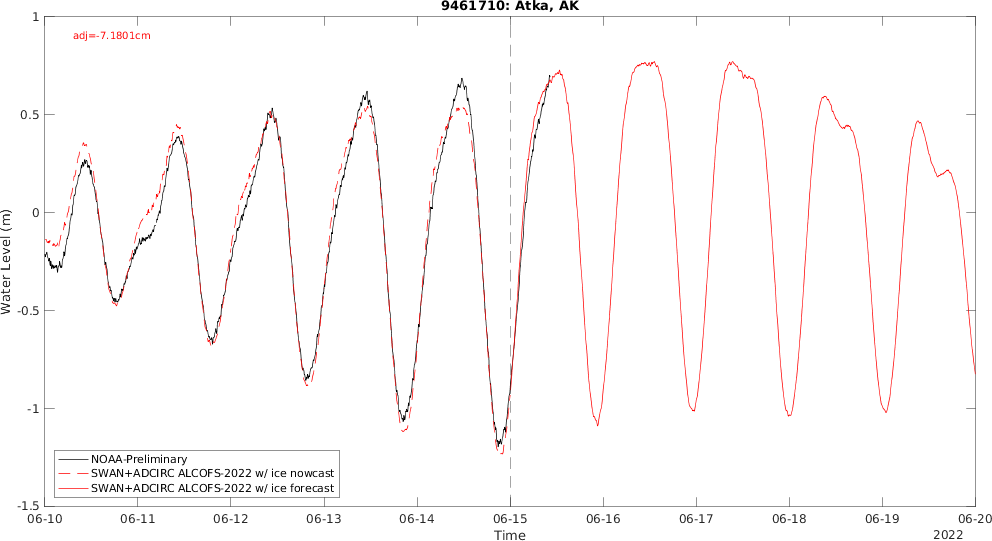 9461710: Atka, AK
adj=-7.1801cm
1
0.5
0
-0.5
-1
-1.5
Water Level (m)
NOAA-Preliminary
SWAN+ADCIRC ALCOFS-2022 w/ ice nowcast
SWAN+ADCIRC ALCOFS-2022 w/ ice forecast
06-10 06-11 06-12 06-13 06-14 06-15 06-16 06-17 06-18 06-19 06-20
Time
2022